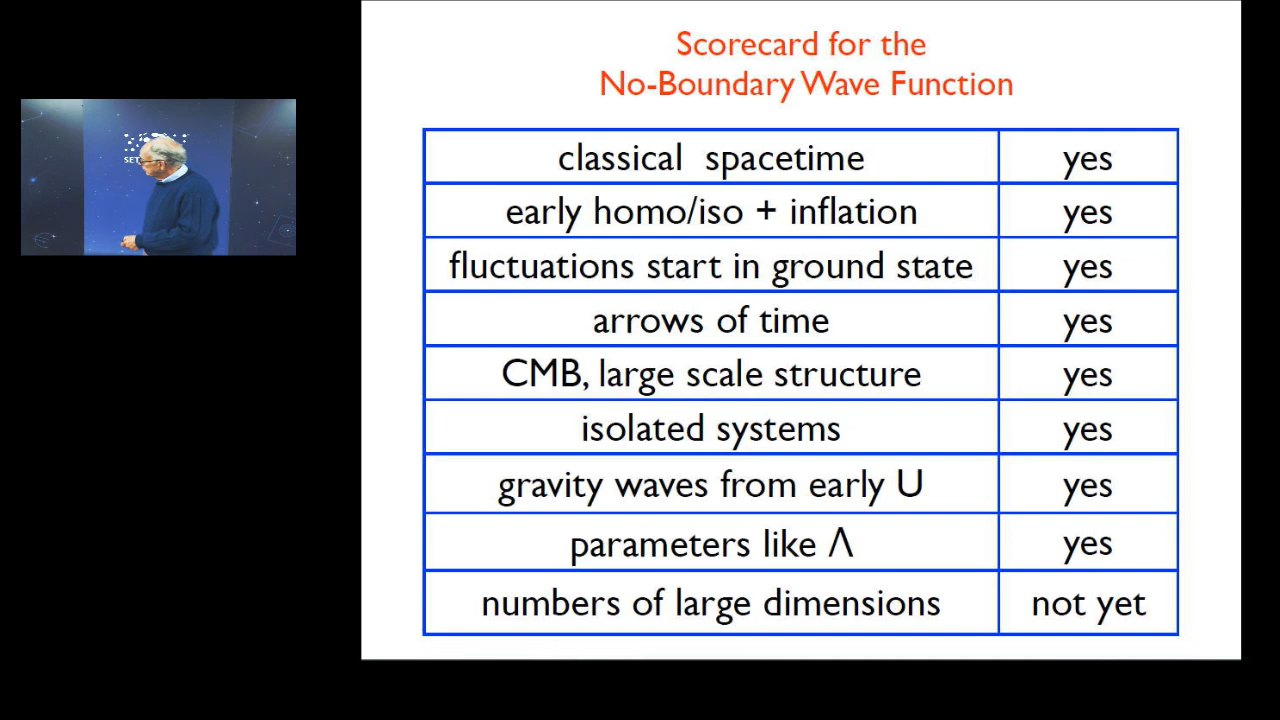 Scorecard for the
No-Boundary Wave Function
classical spacetime yes
early homo/iso + inflation yes
fluctuations start in ground state yes
arrows of time yes
CMB, large scale structure yes
isolated systems yes
gravity waves from early U yes
parameters like Λ yes
numbers of large dimensions not yet
SET